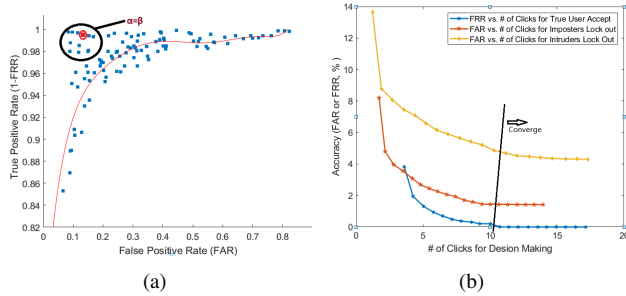 α=β
1
0.98
0.96
0.94
0.92
0.9
0.88
0.86
0.84
0.82
True Positive Rate (1-FRR)
0 0.1 0.2 0.3 0.4 0.5 0.6 0.7 0.8 0.9
False Positive Rate (FAR)
(a)
14
12
10
8
6
4
2
0
Accuracy (FAR or FRR, % )
FRR vs. # of Clicks for True User Accept
FAR vs. # of Clicks for Imposters Lock out
FAR vs. # of Clicks for Intruders Lock Out
Converge
0 5 10 15 20
# of Clicks for Desion Making
(b)